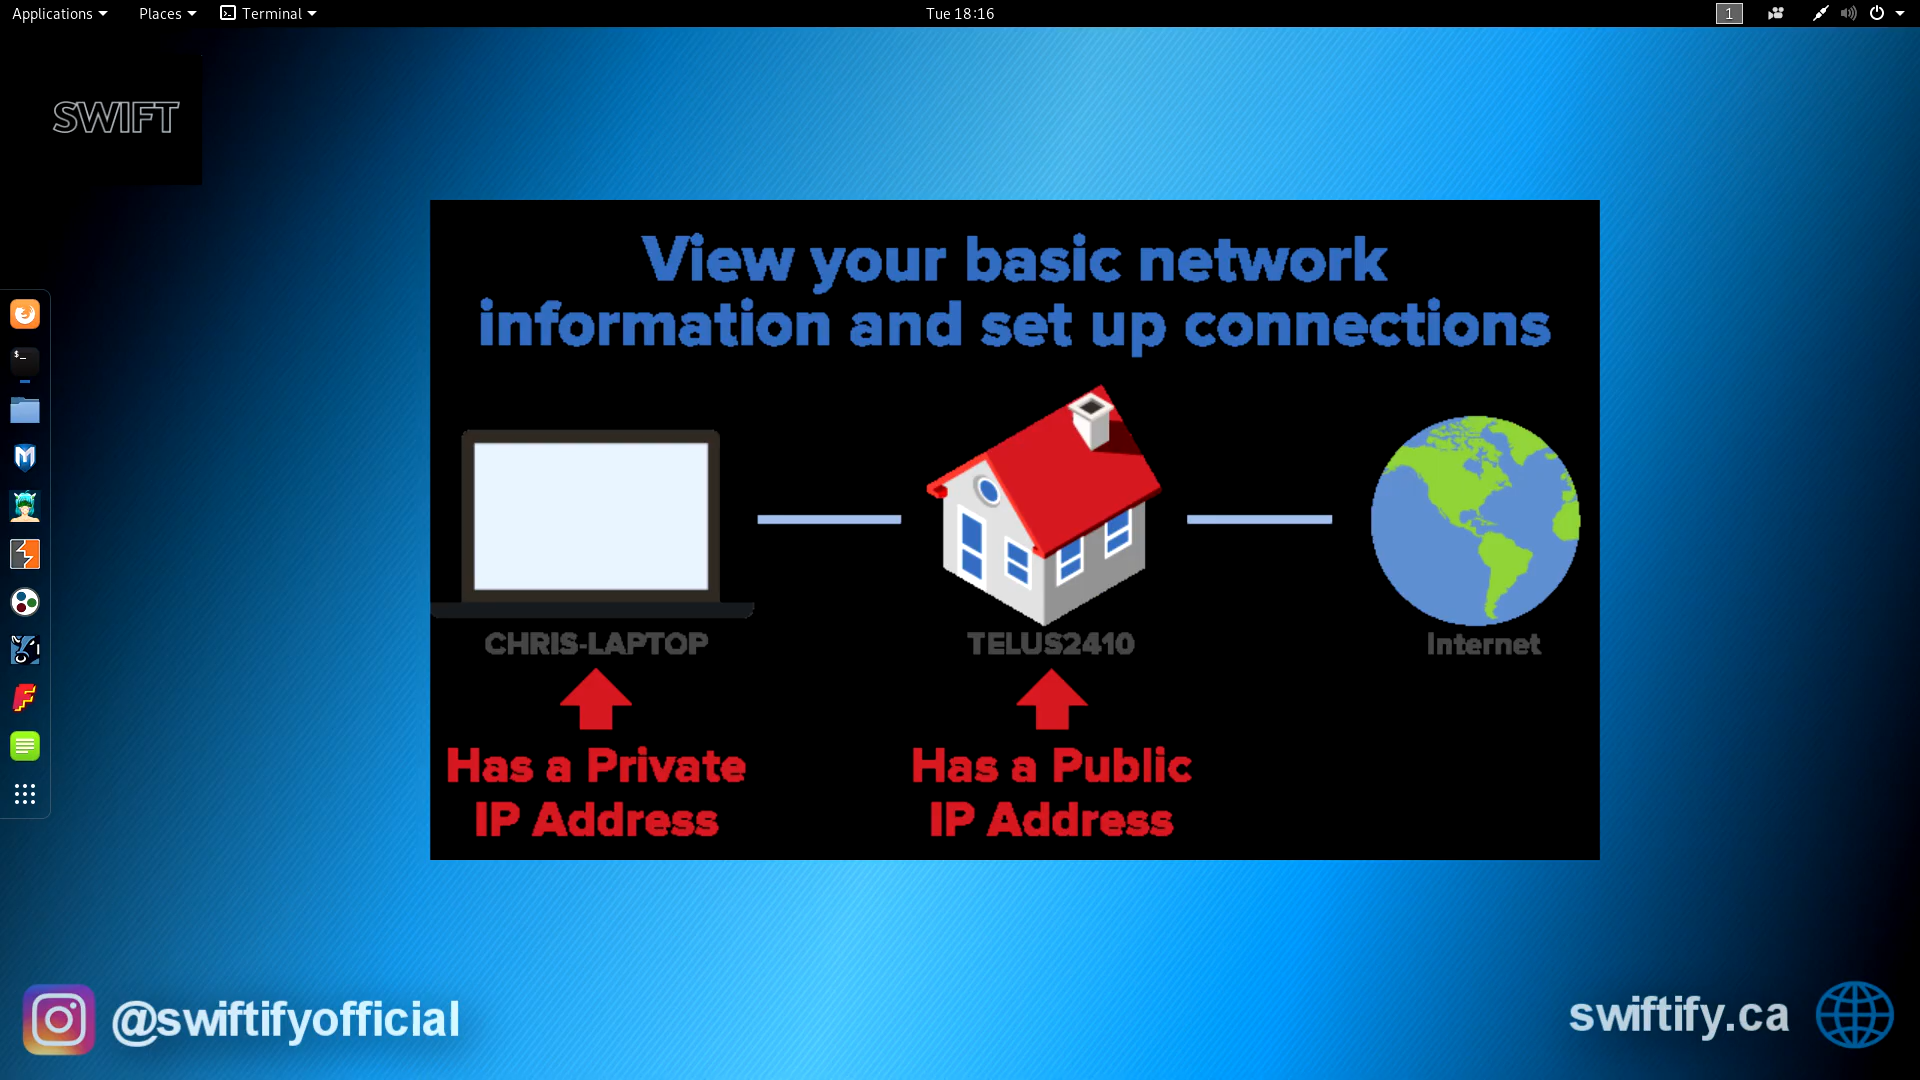 Applications
Places
Terminal
Tue 18:16
1
SWIFT
$_
View your basic network
information and set up connections
CHRIS-LAPTOP
TELUS2410
Internet
Has a Private
IP Address
Has a Public
IP Address
@swiftifyofficial
swiftify.ca